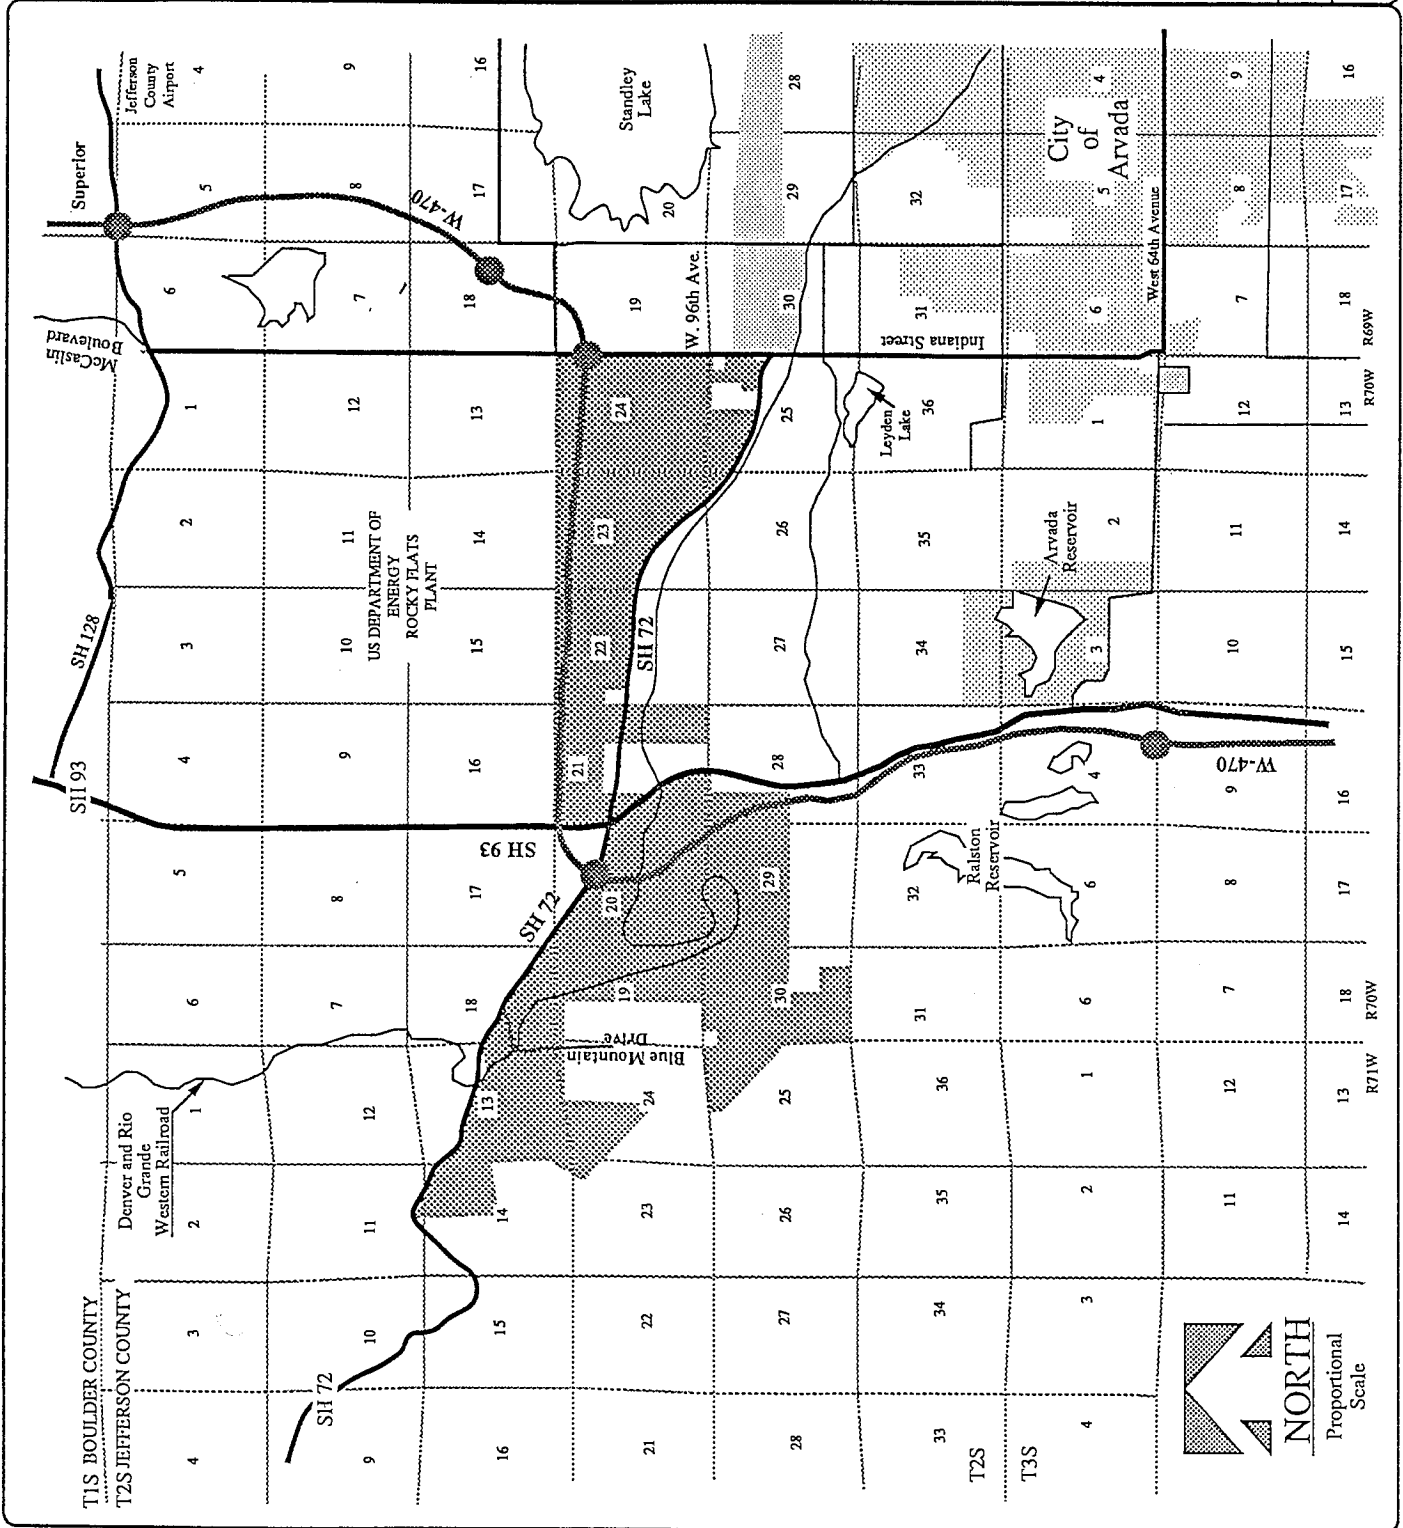 T1S BOULDER COUNTY
T2S JEFFERSON COUNTY
SH 93
SH 128
McCaslin
Boulevard
Superior
Jefferson
County
Airport
Denver and Rio
Grande
Western Railroad
4 3 2 1 6 5 4 3 2 1 6 5 4
SH 72
9 10 11 12 7 8 9 10 11 12 7 8 9
US DEPARTMENT OF
ENERGY
ROCKY FLATS
PLANT
W-470
16 15 14 13 18 17 16 15 14 13 18 17 16
SH 72
SH 93
21 22 23 24 19 20 21 22 23 24 19 20
Blue Mountain
Drive
SH 72
W. 96th Ave.
Standley
Lake
28 27 26 25 30 29 28 27 26 25 30 29 28
33 34 35 36 31 32 33 34 35 36 31 32
Leyden
Lake
Indiana Street
T2S
T3S
Ralston
Reservoir
Arvada
Reservoir
City
of
Arvada
4 3 2 1 6 6 4 3 2 1 6 5 4
West 64th Avenue
11 12 7 8 9 10 11 12 7 8 9
W-470
14 13 18 17 16 15 14 13 18 17 16
R71W
R70W
R70W
R69W
NORTH
Proportional
Scale